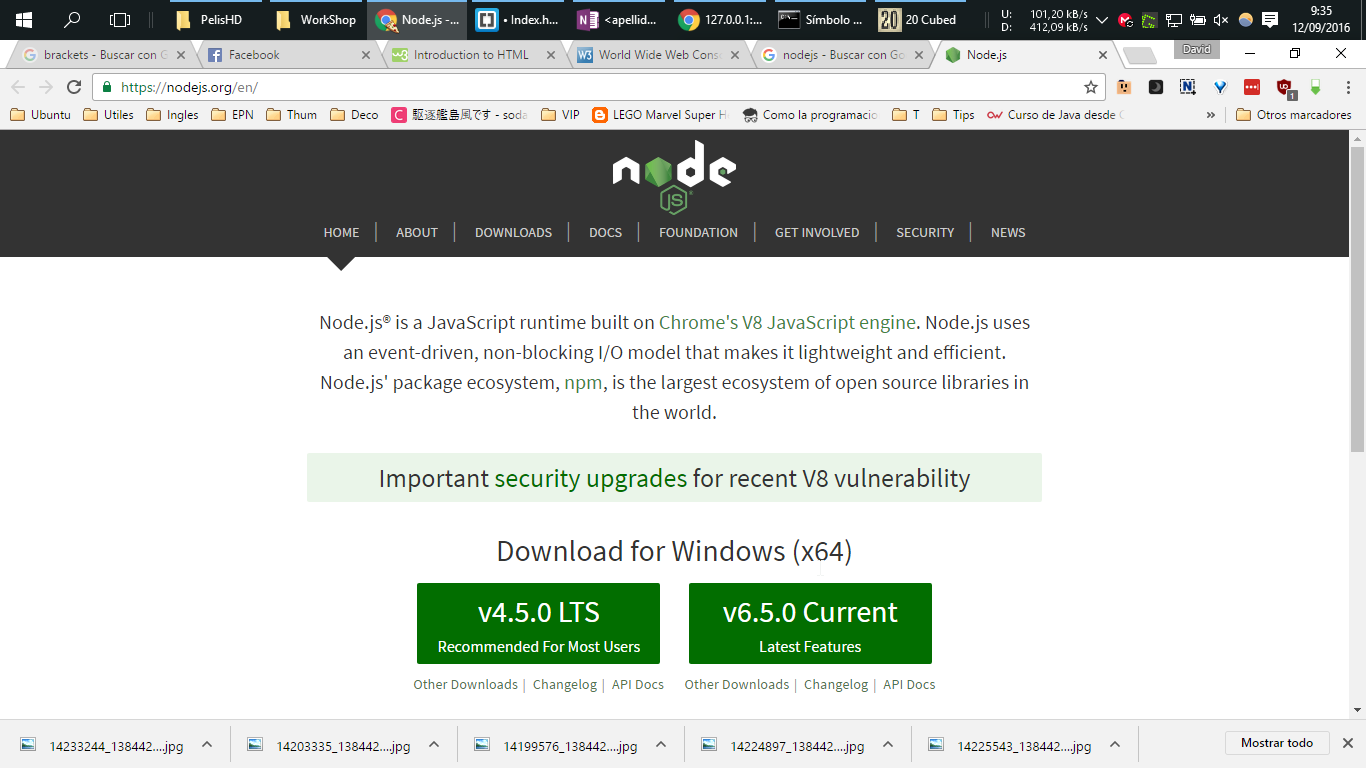 PelisHD
WorkShop
Node.js -...
• Index.h...
<apellid...
127.0.0.1:...
Símbolo ...
20 20 Cubed
U: 101,20 kB/s
D: 412,09 kB/s
9:35
12/09/2016
brackets - Buscar con G
Facebook
Introduction to HTML
World Wide Web Conso
nodejs - Buscar con Goo
Node.js
David
https://nodejs.org/en/
Ubuntu
Utiles
Ingles
EPN
Thum
Deco
駆逐艦島風です - soda
VIP
LEGO Marvel Super H
Como la programacio
T
Tips
Curso de Java desde
»
Otros marcadores
node
JS
HOME | ABOUT | DOWNLOADS | DOCS | FOUNDATION | GET INVOLVED | SECURITY | NEWS
Node.js® is a JavaScript runtime built on Chrome's V8 JavaScript engine. Node.js uses
an event-driven, non-blocking I/O model that makes it lightweight and efficient.
Node.js' package ecosystem, npm, is the largest ecosystem of open source libraries in
the world.
Important security upgrades for recent V8 vulnerability
Download for Windows (x64)
v4.5.0 LTS
Recommended For Most Users
v6.5.0 Current
Latest Features
Other Downloads | Changelog | API Docs
Other Downloads | Changelog | API Docs
14233244_138442....jpg
14203335_138442....jpg
14199576_138442....jpg
14224897_138442....jpg
14225543_138442....jpg
Mostrar todo